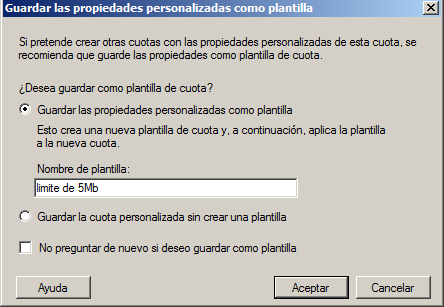 Guardar las propiedades personalizadas como plantilla
Si pretende crear otras cuotas con las propiedades personalizadas de esta cuota, se
recomienda que guarde las propiedades como plantilla de cuota.
¿Desea guardar como plantilla de cuota?
Guardar las propiedades personalizadas como plantilla
Esto crea una nueva plantilla de cuota y, a continuación, aplica la plantilla
a la nueva cuota.
Nombre de plantilla:
limite de 5Mb
Guardar la cuota personalizada sin crear una plantilla
No preguntar de nuevo si deseo guardar como plantilla
Ayuda
Aceptar
Cancelar